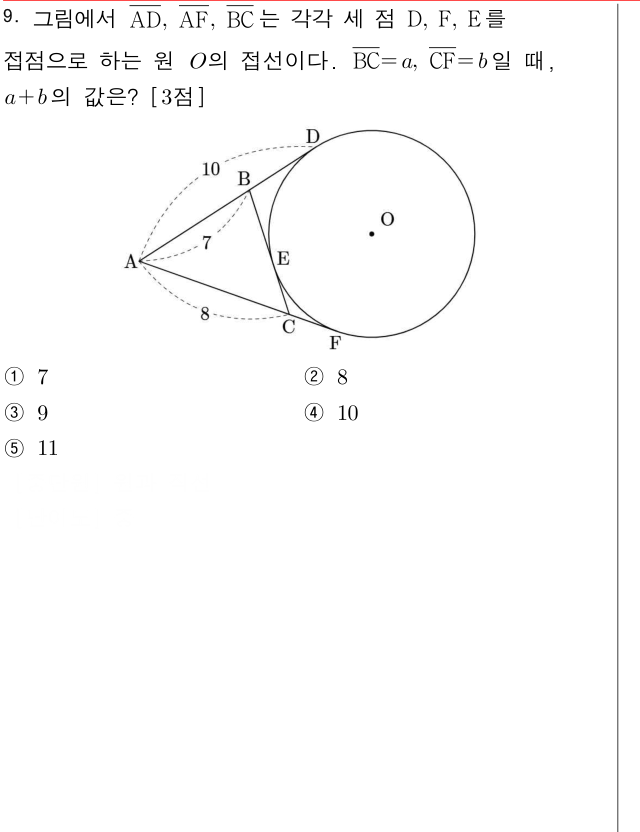 9. 그림에서 AD, AF, BC는 각각 세 점 D, F, E를
접점으로 하는 원 O의 접선이다. BC=a, CF=b일 때,
a+b의 값은? [3점]
D
10
B
O
7
A
E
8
C
F
① 7
② 8
③ 9
④ 10
⑤ 11